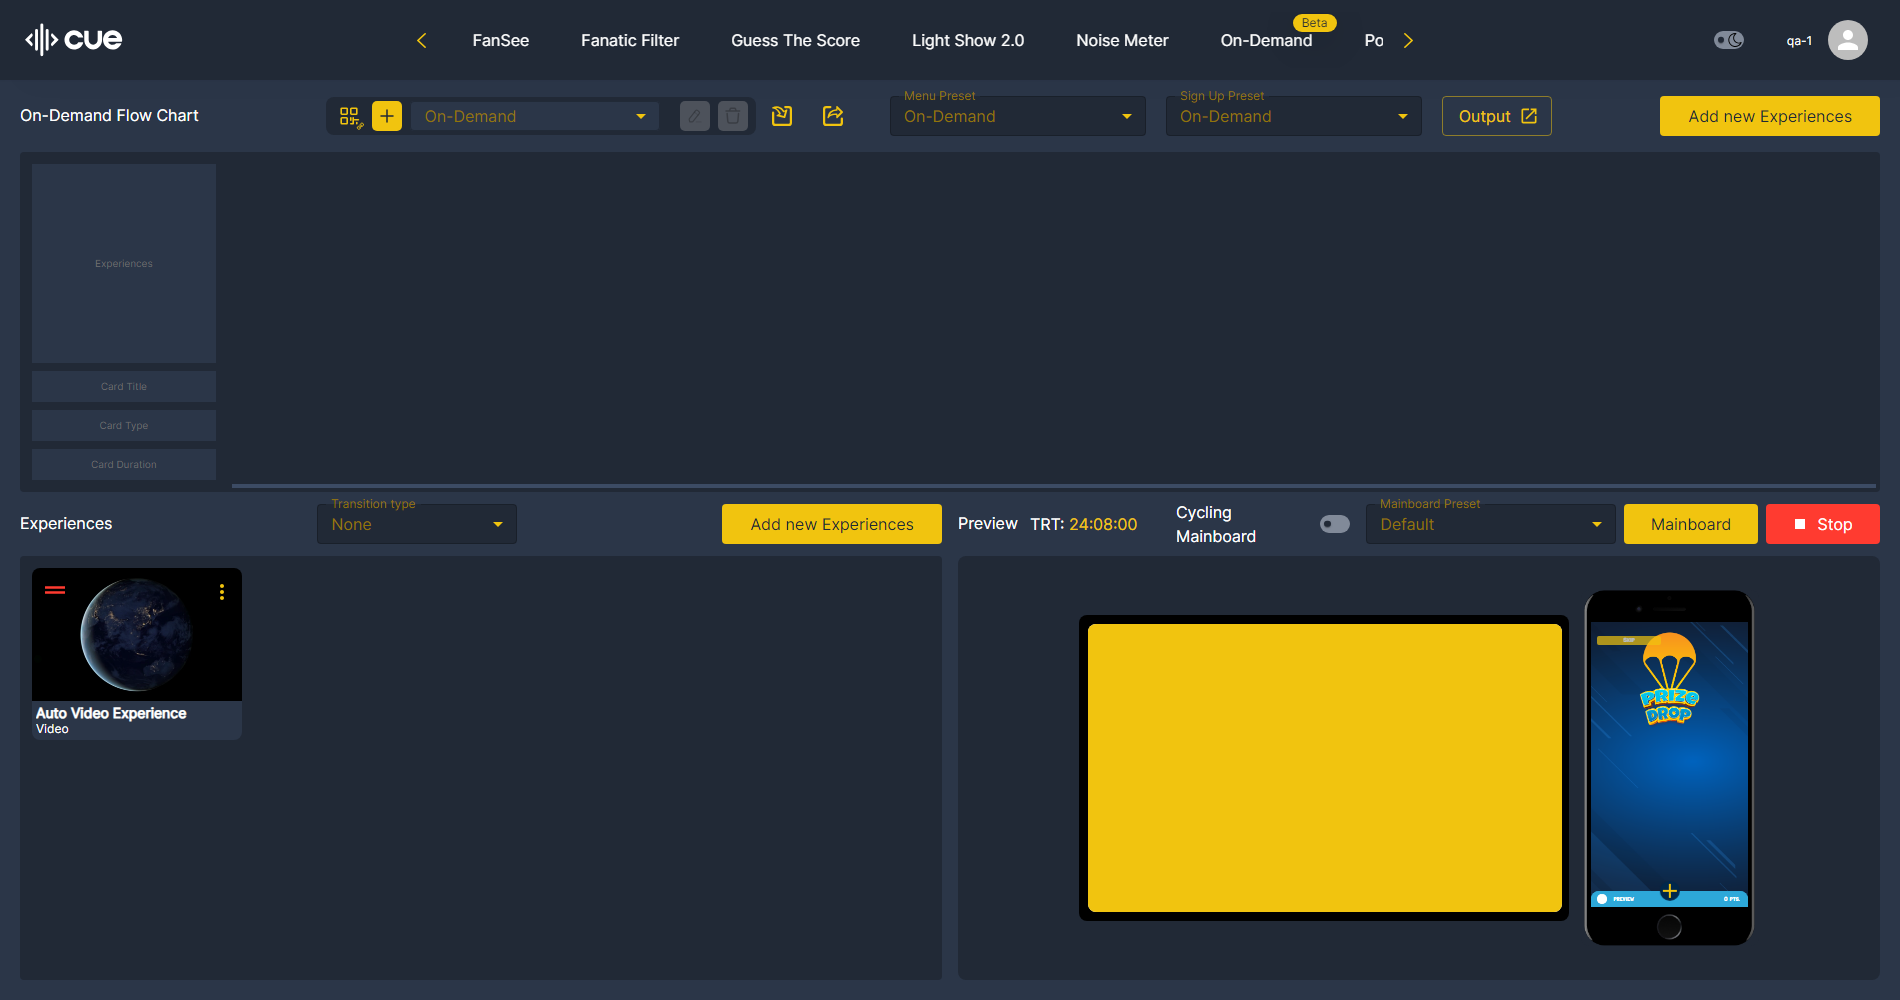 cue
FanSee
Fanatic Filter
Guess The Score
Light Show 2.0
Noise Meter
On-Demand
Beta
Po
qa-1
On-Demand Flow Chart
On-Demand
Menu Preset
On-Demand
Sign Up Preset
On-Demand
Output
Add new Experiences
Experiences
Card Title
Card Type
Card Duration
Experiences
Transition type
None
Add new Experiences
Preview
TRT: 24:08:00
Cycling
Mainboard
Mainboard Preset
Default
Mainboard
Stop
Auto Video Experience
Video
PRIZE
DROP
PREVIEW
0 PTS.